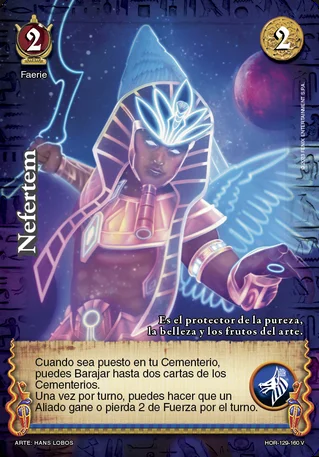 2
2
Faerie
Nefertem
Es el protector de la pureza,
la belleza y los frutos del arte.
Cuando sea puesto en tu Cementerio,
puedes Barajar hasta dos cartas de los
Cementerios.
Una vez por turno, puedes hacer que un
Aliado gane o pierda 2 de Fuerza por el turno.
ARTE: HANS LOBOS
HOR-129-160 V